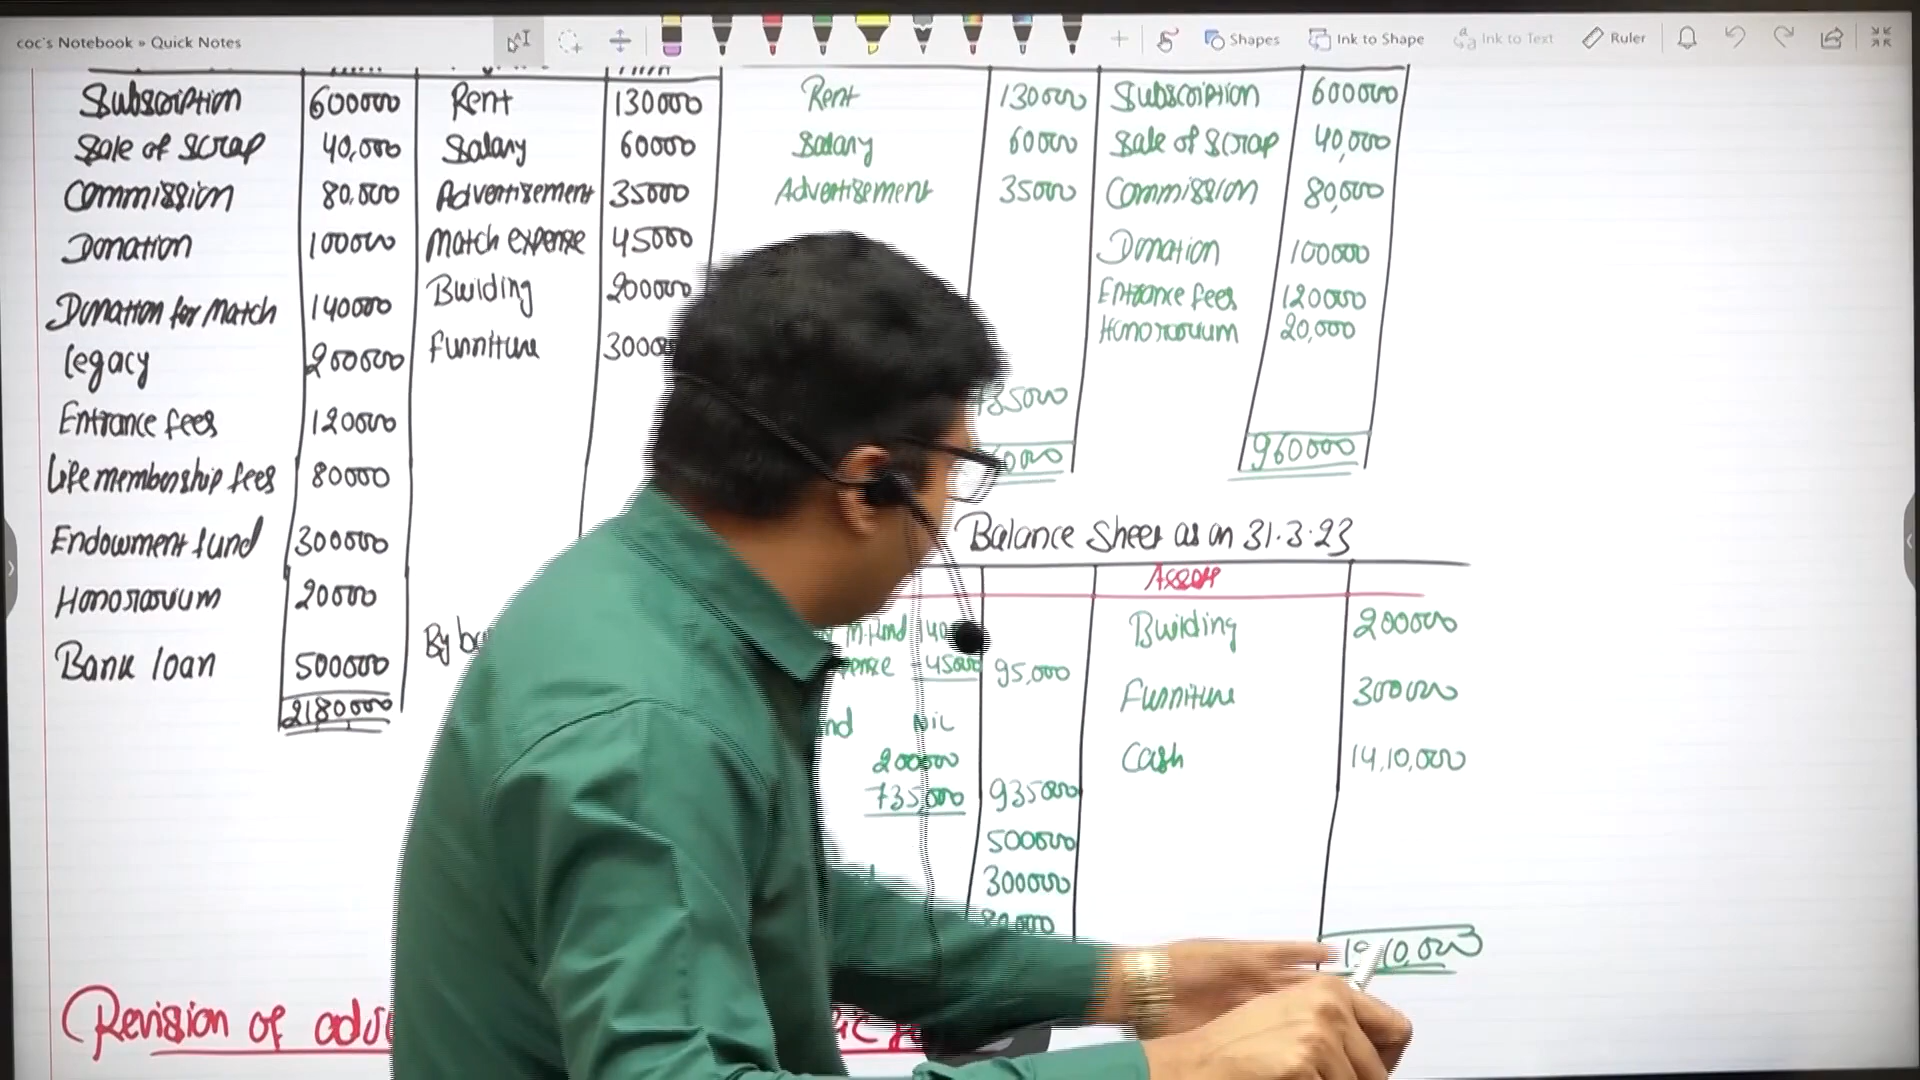 coc's Notebook » Quick Notes
Shapes
Ink to Shape
Ink to Text
Ruler
Subscription 600000 Rent 130000
Sale of scrap 40,000 Salary 60000
Commission 80,000 Advertisement 35000
Donation 100000 Match expense 45000
Donation for Match 140000 Building 200000
Legacy 200000 Furniture
Entrance fees 120000
Life membership fees 80000
Endowment fund 300000
Honorarium 20000
Bank loan 500000 By
2180000
Rent 130000 Subscription 600000
Salary 60000 Sale of Scrap 40,000
Advertisement 35000 Commission 80,000
Donation 100000
Entrance fees 120000
Honorarium 20,000
735000
960000
Balance Sheet as on 31.3.23
Assets
Building 200000
95,000
Furniture 300000
Nil
200000 Cash 14,10,000
735,000 935000
500000
300000
80,000
Revision of